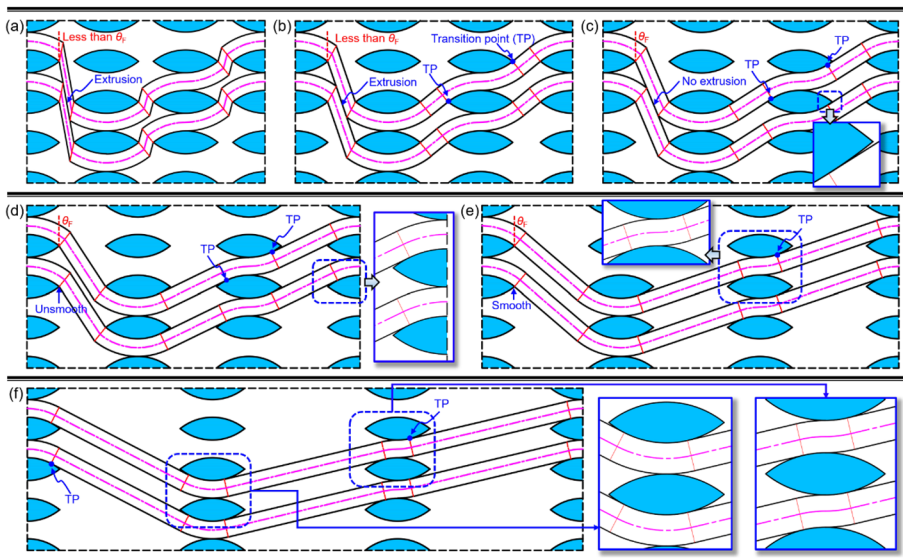 (a)
Less than θF
Extrusion
(b)
Less than θF
Transition point (TP)
TP
Extrusion
(c)
θF
TP
TP
No extrusion
(d)
θF
TP
TP
Unsmooth
(e)
θF
TP
Smooth
(f)
TP
TP